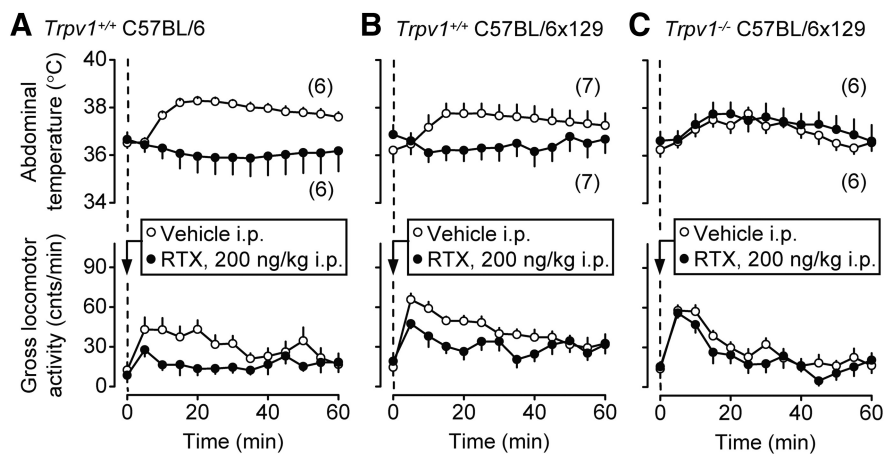 A Trpv1+/+ C57BL/6
B Trpv1+/+ C57BL/6x129
C Trpv1-/- C57BL/6x129
Abdominal
temperature (°C)
40
38
36
34
(6)
(6)
(7)
(7)
(6)
(6)
Vehicle i.p.
RTX, 200 ng/kg i.p.
Vehicle i.p.
RTX, 200 ng/kg i.p.
Vehicle i.p.
RTX, 200 ng/kg i.p.
Gross locomotor
activity (cnts/min)
90
60
30
0
0 20 40 60
0 20 40 60
0 20 40 60
Time (min)
Time (min)
Time (min)